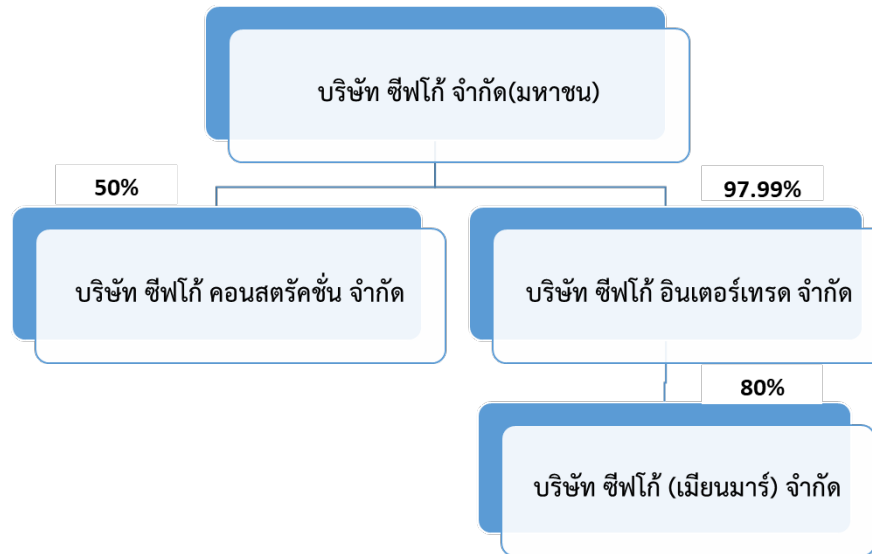 บริษัท ซีฟโก้ จำกัด(มหาชน)
50%
97.99%
บริษัท ซีฟโก้ คอนสตรัคชั่น จำกัด
บริษัท ซีฟโก้ อินเตอร์เทรด จำกัด
80%
บริษัท ซีฟโก้ (เมียนมาร์) จำกัด